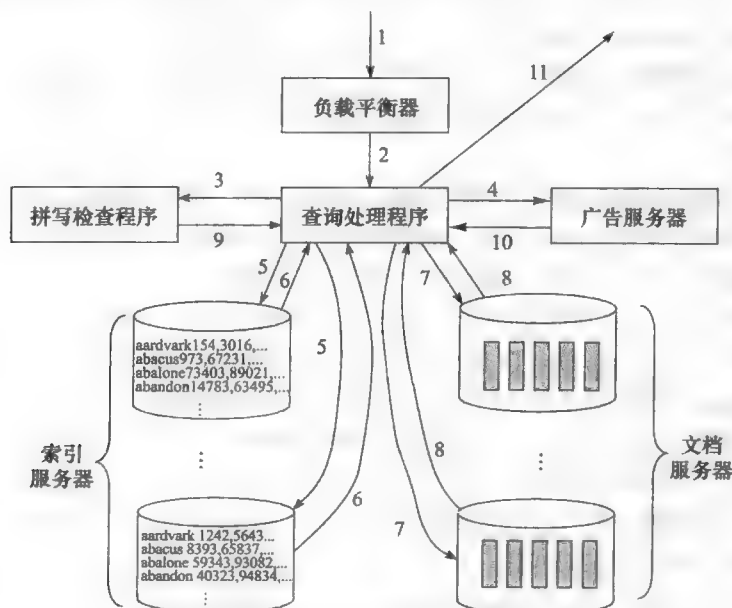 1
11
负载平衡器
2
3
4
拼写检查程序
查询处理程序
广告服务器
9
10
5
6
7
8
aardvark154,3016,...
abacus973,67231,...
abalone73403,89021,...
abandon14783,63495,...
⋮
5
索引
服务器
⋮
8
⋮
文档
服务器
6
7
aardvark 1242,5643...
abacus 8393,65837,...
abalone 59343,93082,...
abandon 40323,94834,...
⋮